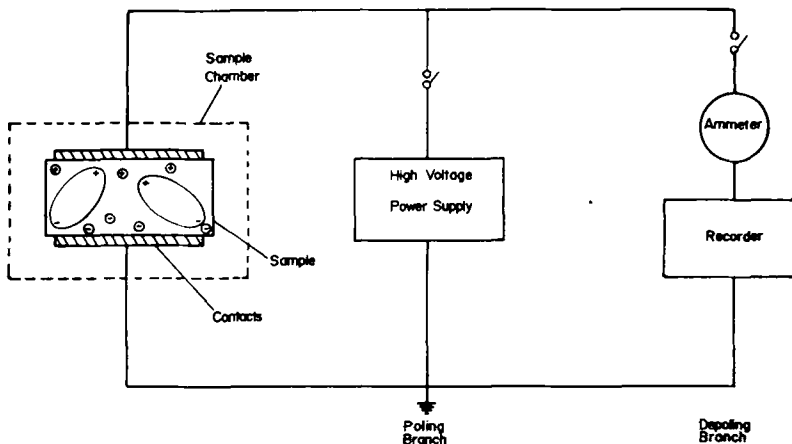 Sample
Chamber
Ammeter
High Voltage
Power Supply
Recorder
Sample
Contacts
Poling
Branch
Depoling
Branch